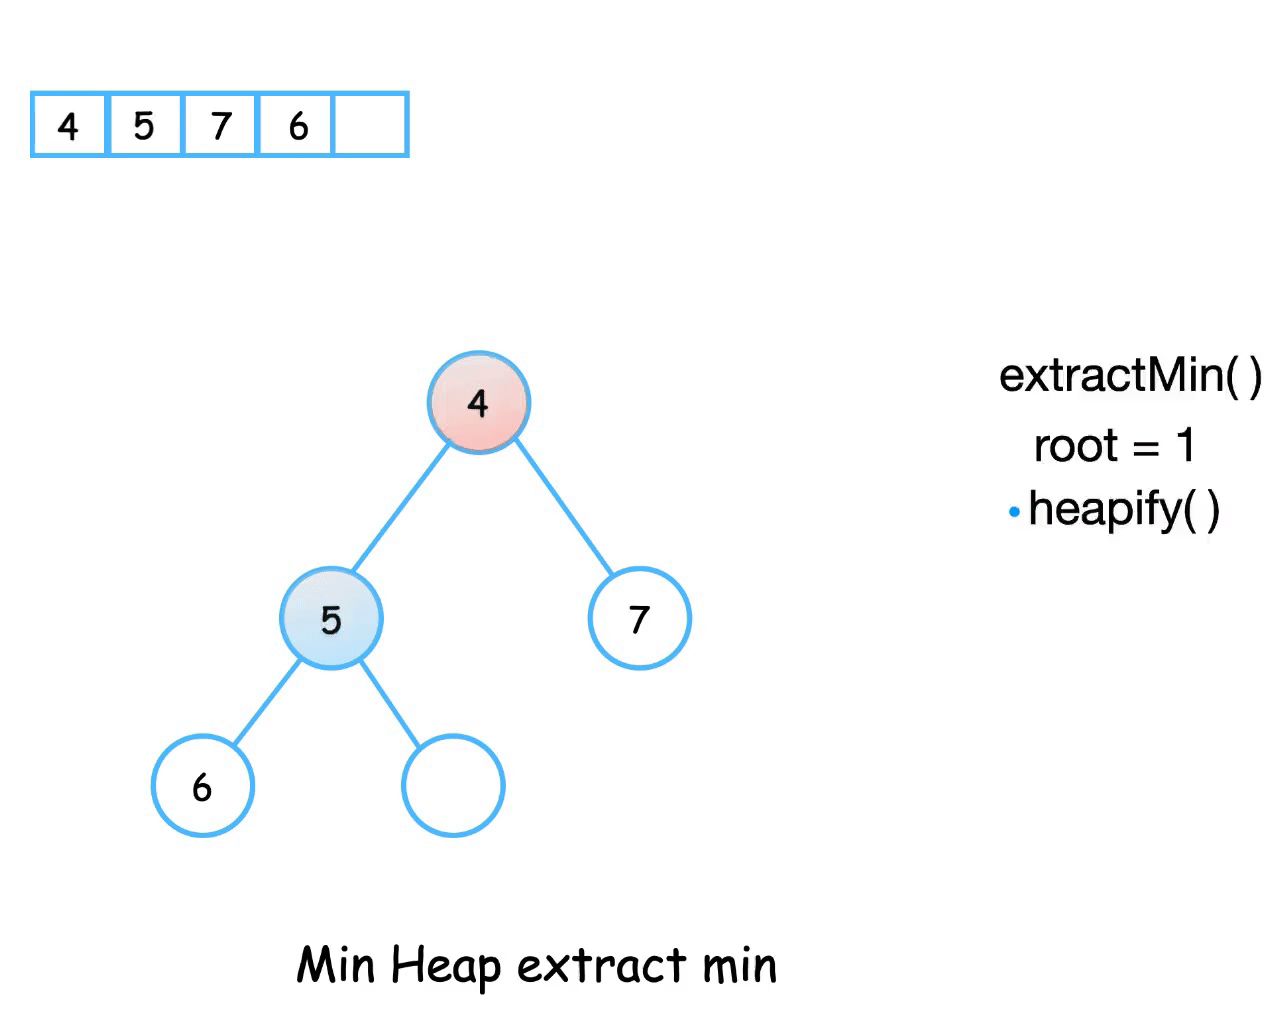 4 5 7 6
4
extractMin( )
root = 1
heapify( )
5 7
6
Min Heap extract min